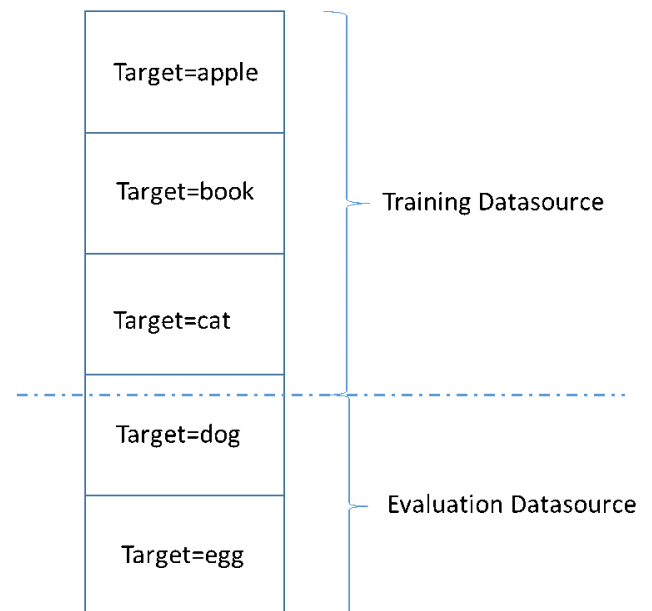 Target=apple
Target=book
Training Datasource
Target=cat
Target=dog
Evaluation Datasource
Target=egg